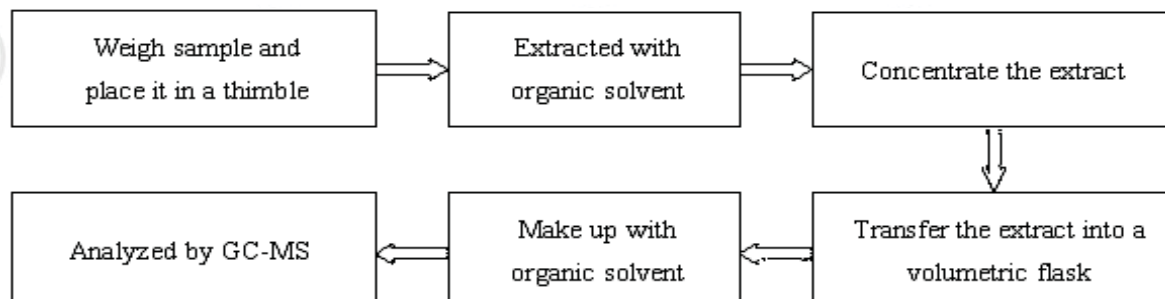 Weigh sample and
place it in a thimble
Extracted with
organic solvent
Concentrate the extract
Transfer the extract into a
volumetric flask
Make up with
organic solvent
Analyzed by GC-MS